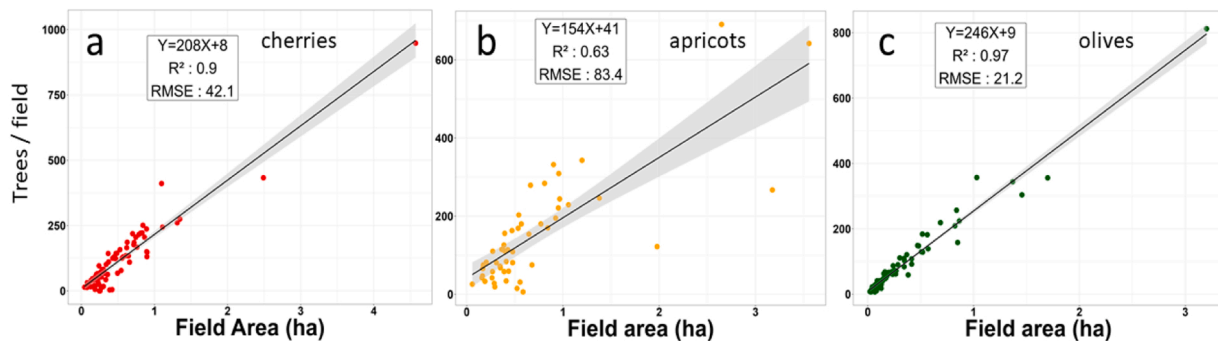 a
cherries
Y=208X+8
R² : 0.9
RMSE : 42.1
Trees / field
1000
750
500
250
0
0
1
2
3
4
Field Area (ha)
b
apricots
Y=154X+41
R² : 0.63
RMSE : 83.4
600
400
200
0
0
1
2
3
Field area (ha)
c
olives
Y=246X+9
R² : 0.97
RMSE : 21.2
800
600
400
200
0
0
1
2
3
Field area (ha)